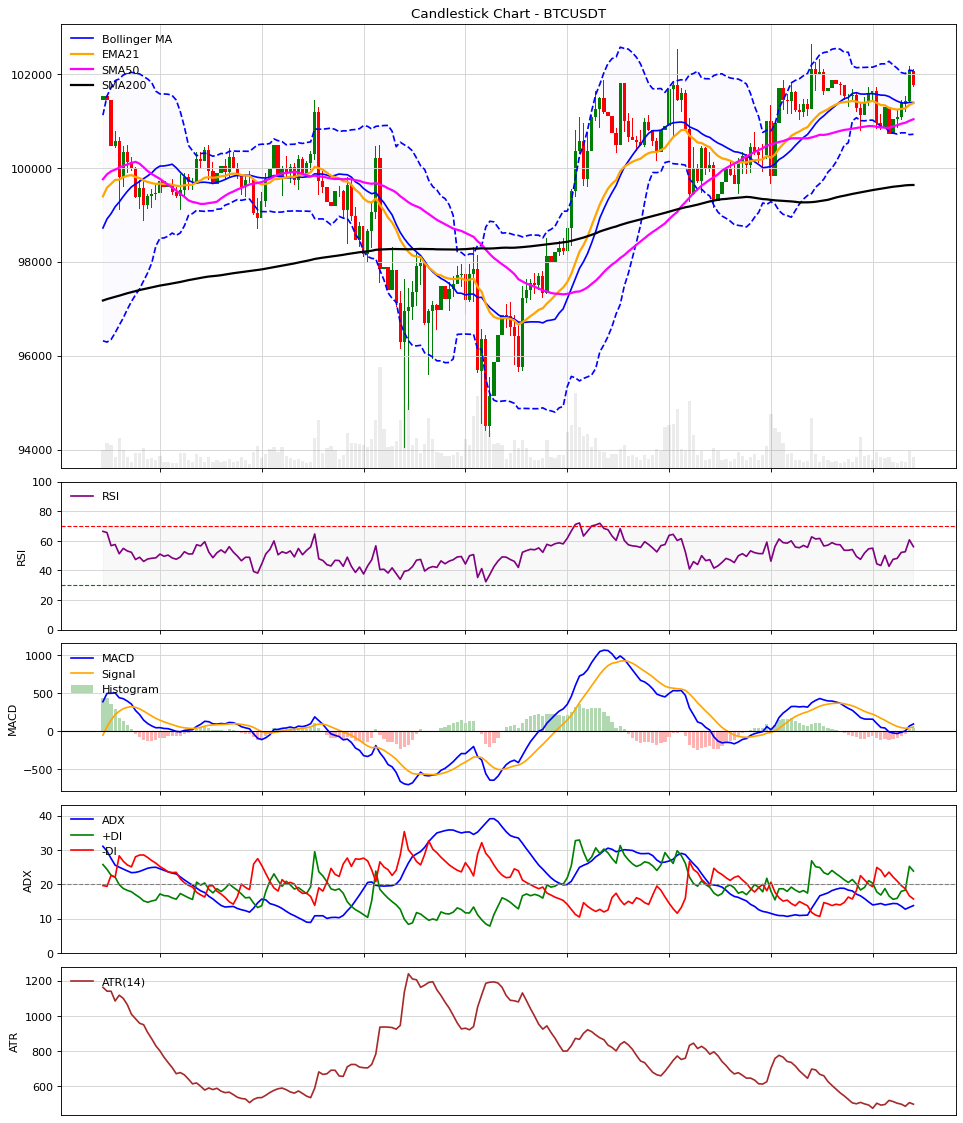 Candlestick Chart - BTCUSDT
Bollinger MA
EMA21
SMA50
SMA200
102000
100000
98000
96000
94000
RSI
100
80
60
40
20
0
RSI
MACD
Signal
Histogram
1000
500
0
−500
MACD
ADX
+DI
-DI
40
30
20
10
0
ADX
ATR(14)
1200
1000
800
600
ATR